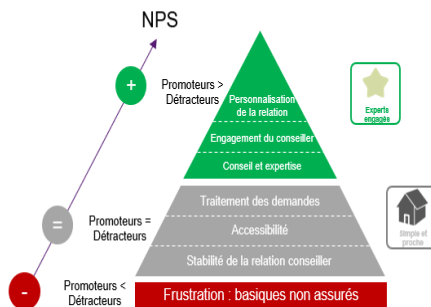 NPS
+
Promoteurs >
Détracteurs
Personnalisation
de la relation
Engagement du conseiller
Conseil et expertise
Experts
engagés
=
Promoteurs =
Détracteurs
Traitement des demandes
Accessibilité
Stabilité de la relation conseiller
Simple et
proche
-
Promoteurs <
Détracteurs
Frustration : basiques non assurés